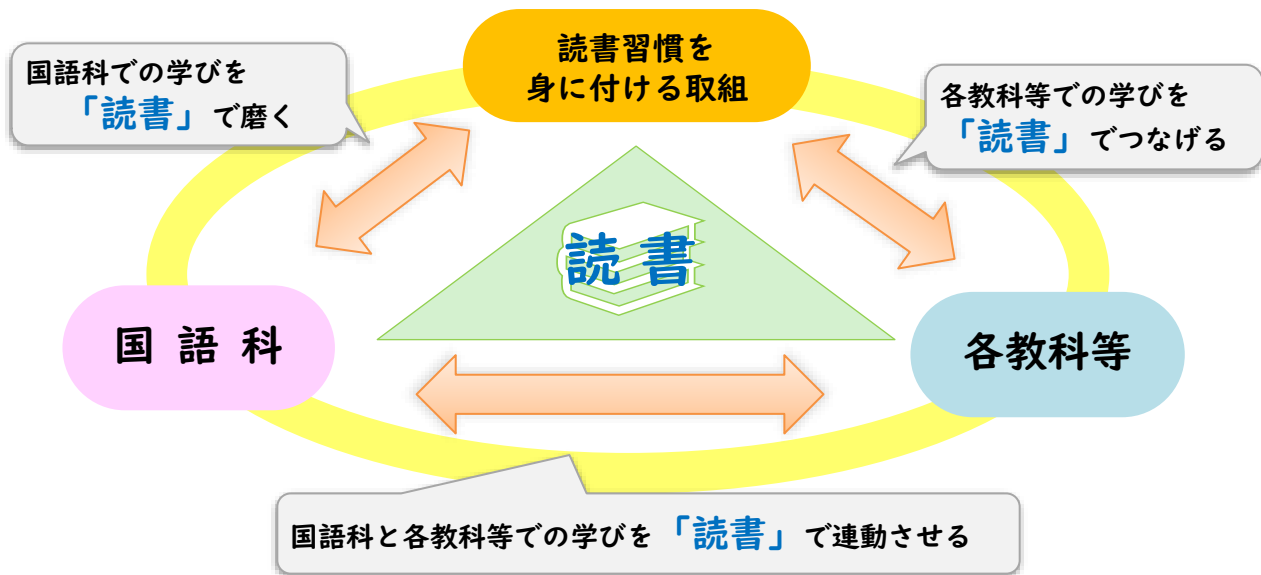 読書習慣を
身に付ける取組
国語科での学びを
「読書」で磨く
各教科等での学びを
「読書」でつなげる
読書
国語科
各教科等
国語科と各教科等での学びを「読書」で連動させる